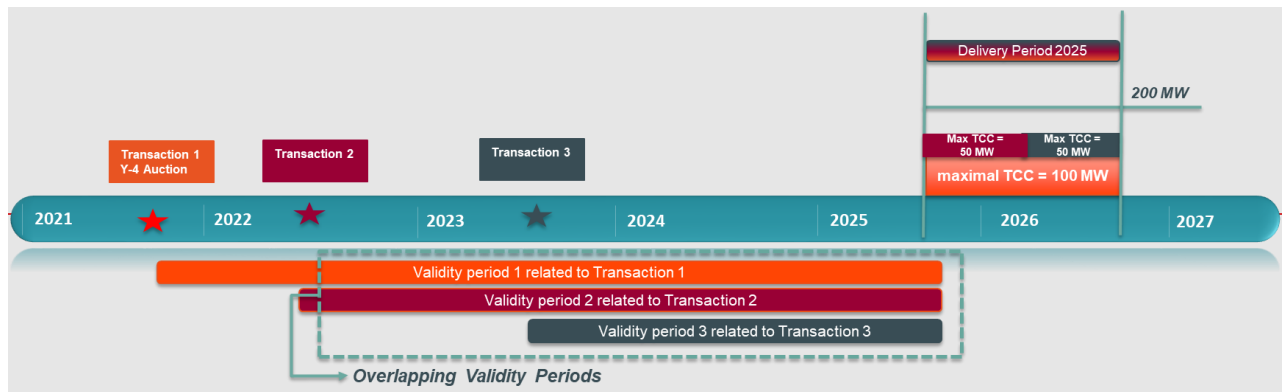 Delivery Period 2025
200 MW
Transaction 1
Y-4 Auction
Transaction 2
Transaction 3
Max TCC =
50 MW
Max TCC =
50 MW
maximal TCC = 100 MW
2021
2022
2023
2024
2025
2026
2027
Validity period 1 related to Transaction 1
Validity period 2 related to Transaction 2
Validity period 3 related to Transaction 3
Overlapping Validity Periods